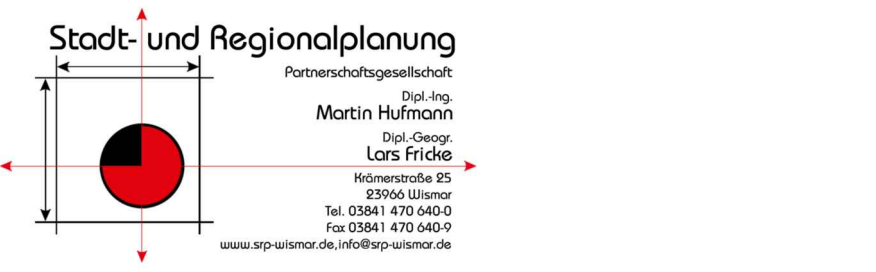 Stadt- und Regionalplanung
Partnerschaftsgesellschaft
Dipl.-Ing.
Martin Hufmann
Dipl.-Geogr.
Lars Fricke
Krämerstraße 25
23966 Wismar
Tel. 03841 470 640-0
Fax 03841 470 640-9
www.srp-wismar.de,info@srp-wismar.de